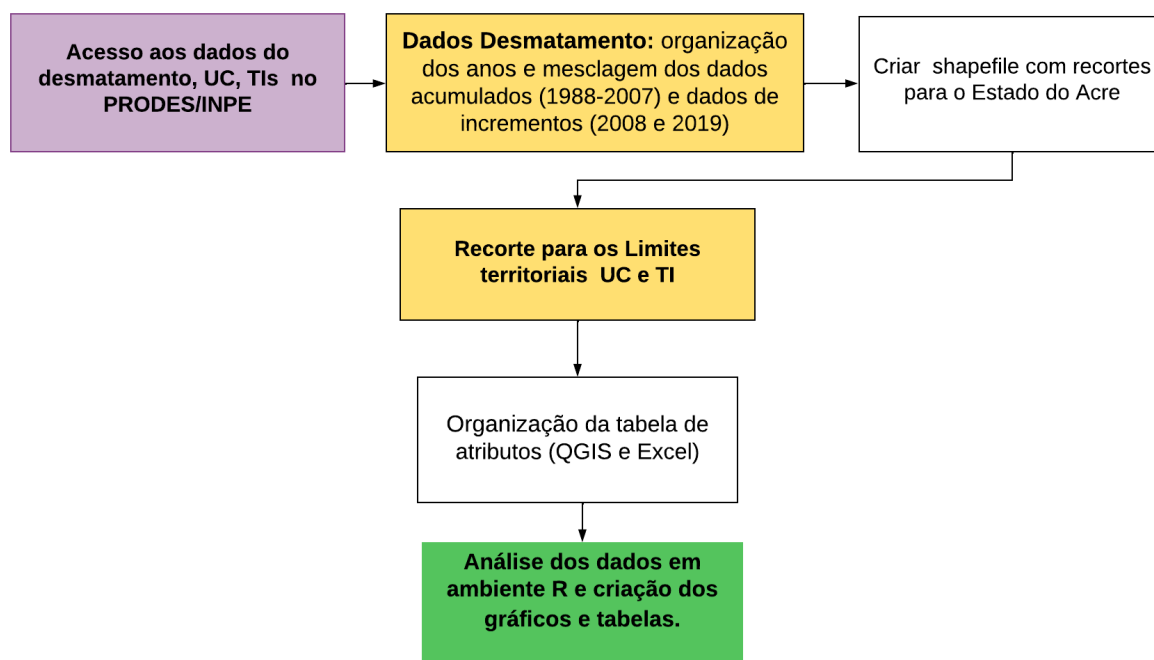 Acesso aos dados do
desmatamento, UC, TIs no
PRODES/INPE
Dados Desmatamento: organização
dos anos e mesclagem dos dados
acumulados (1988-2007) e dados de
incrementos (2008 e 2019)
Criar shapefile com recortes
para o Estado do Acre
Recorte para os Limites
territoriais UC e TI
Organização da tabela de
atributos (QGIS e Excel)
Análise dos dados em
ambiente R e criação dos
gráficos e tabelas.